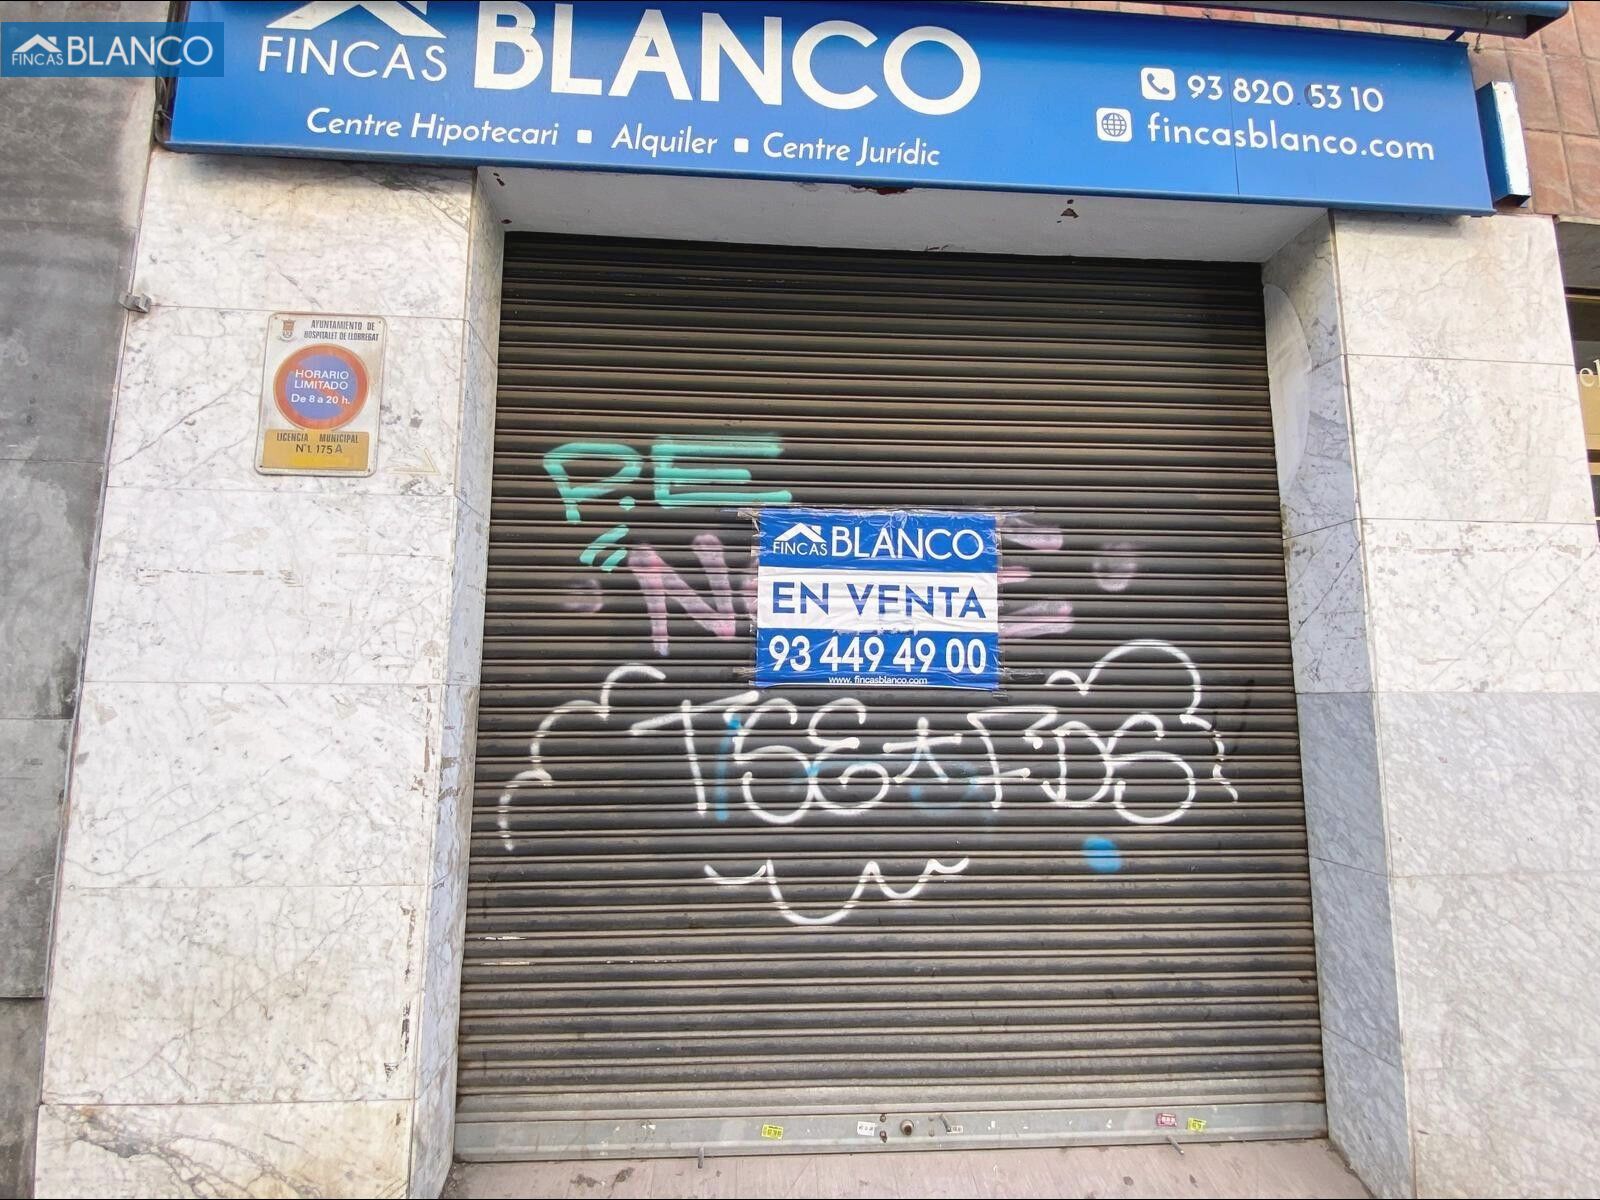 FINCAS BLANCO
FINCAS BLANCO
93 820 53 10
fincasblanco.com
Centre Hipotecari ▪ Alquiler ▪ Centre Jurídic
AYUNTAMIENTO DE
HOSPITALET DE LLOBREGAT
HORARIO
LIMITADO
De 8 a 20 h.
LICENCIA MUNICIPAL
Nº L 175 A
P.E
FINCAS BLANCO
EN VENTA
93 449 49 00
www.fincasblanco.com